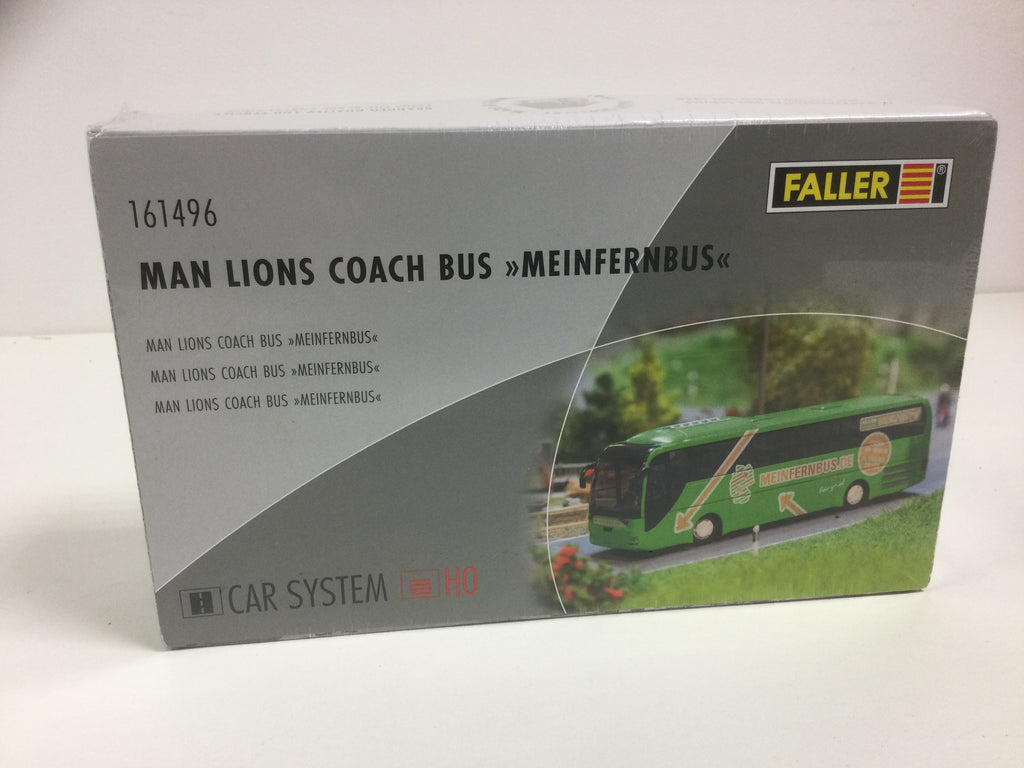 161496
FALLER®
MAN LIONS COACH BUS »MEINFERNBUS«
MAN LIONS COACH BUS »MEINFERNBUS«
MAN LIONS COACH BUS »MEINFERNBUS«
MAN LIONS COACH BUS »MEINFERNBUS«
MEINFERNBUS.DE
CAR SYSTEM HO